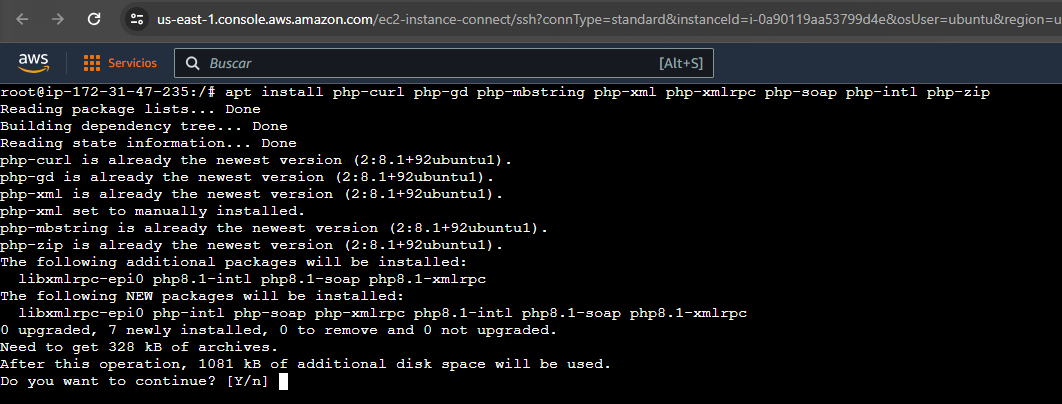 us-east-1.console.aws.amazon.com/ec2-instance-connect/ssh?connType=standard&instanceId=i-0a90119aa53799d4e&osUser=ubuntu&region=u
aws Servicios Buscar [Alt+S]
root@ip-172-31-47-235:/# apt install php-curl php-gd php-mbstring php-xml php-xmlrpc php-soap php-intl php-zip
Reading package lists... Done
Building dependency tree... Done
Reading state information... Done
php-curl is already the newest version (2:8.1+92ubuntu1).
php-gd is already the newest version (2:8.1+92ubuntu1).
php-xml is already the newest version (2:8.1+92ubuntu1).
php-xml set to manually installed.
php-mbstring is already the newest version (2:8.1+92ubuntu1).
php-zip is already the newest version (2:8.1+92ubuntu1).
The following additional packages will be installed:
  libxmlrpc-epi0 php8.1-intl php8.1-soap php8.1-xmlrpc
The following NEW packages will be installed:
  libxmlrpc-epi0 php-intl php-soap php-xmlrpc php8.1-intl php8.1-soap php8.1-xmlrpc
0 upgraded, 7 newly installed, 0 to remove and 0 not upgraded.
Need to get 328 kB of archives.
After this operation, 1081 kB of additional disk space will be used.
Do you want to continue? [Y/n]